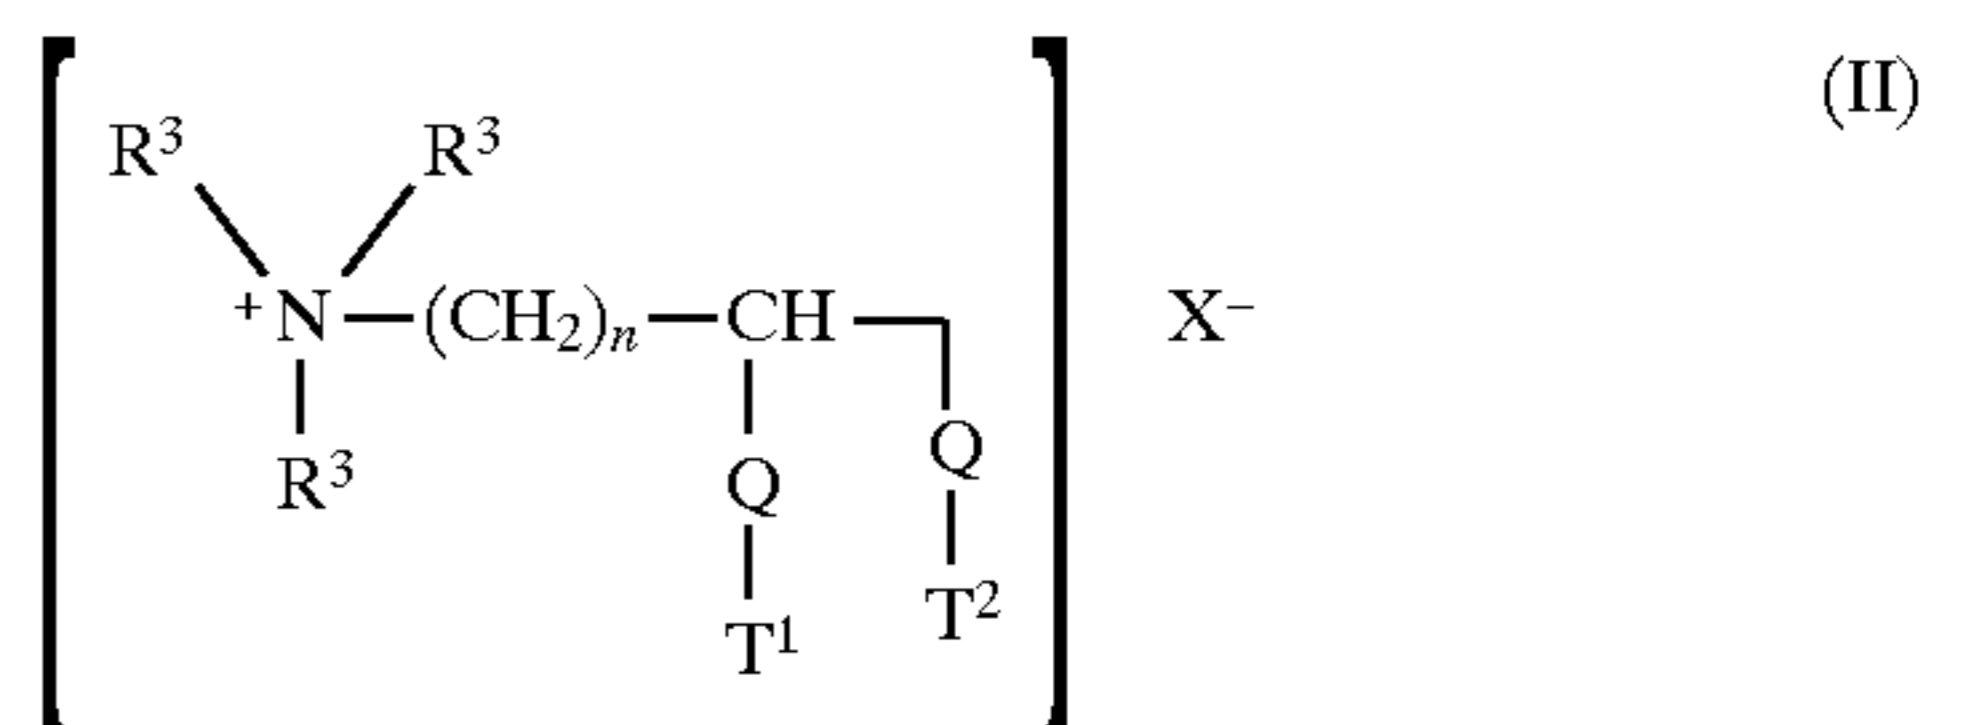 (II)
R³ R³
⁺N—(CH₂)ₙ—CH X⁻
Q
R³ Q
T²
T¹